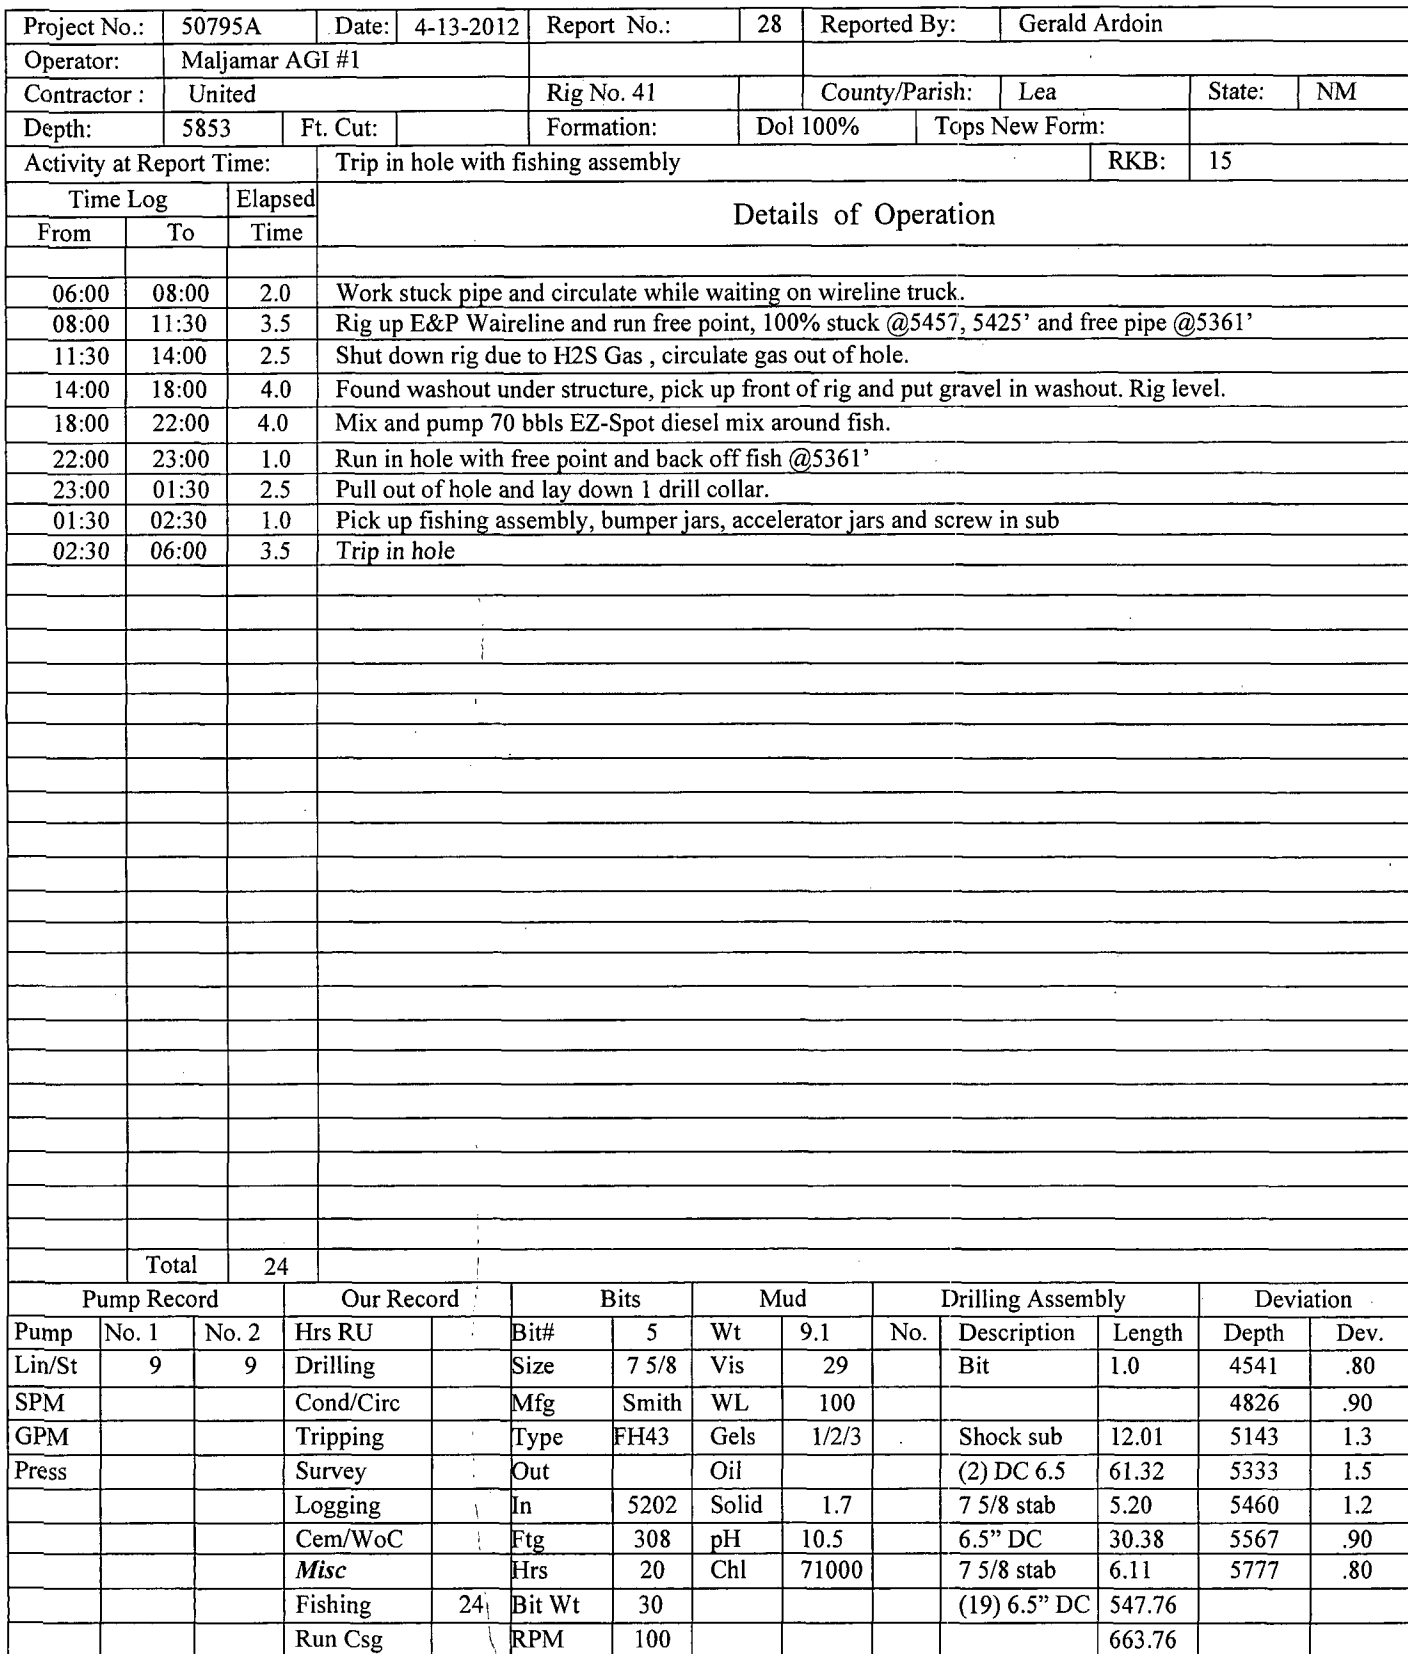 Project No.: 50795A Date: 4-13-2012 Report No.: 28 Reported By: Gerald Ardoin
Operator: Maljamar AGI #1
Contractor : United Rig No. 41 County/Parish: Lea State: NM
Depth: 5853 Ft. Cut: Formation: Dol 100% Tops New Form:
Activity at Report Time: Trip in hole with fishing assembly RKB: 15
Time Log Elapsed Details of Operation
From To Time
06:00 08:00 2.0 Work stuck pipe and circulate while waiting on wireline truck.
08:00 11:30 3.5 Rig up E&P Waireline and run free point, 100% stuck @5457, 5425’ and free pipe @5361’
11:30 14:00 2.5 Shut down rig due to H2S Gas , circulate gas out of hole.
14:00 18:00 4.0 Found washout under structure, pick up front of rig and put gravel in washout. Rig level.
18:00 22:00 4.0 Mix and pump 70 bbls EZ-Spot diesel mix around fish.
22:00 23:00 1.0 Run in hole with free point and back off fish @5361’
23:00 01:30 2.5 Pull out of hole and lay down 1 drill collar.
01:30 02:30 1.0 Pick up fishing assembly, bumper jars, accelerator jars and screw in sub
02:30 06:00 3.5 Trip in hole
Total 24
Pump Record Our Record Bits Mud Drilling Assembly Deviation
Pump No. 1 No. 2 Hrs RU Bit# 5 Wt 9.1 No. Description Length Depth Dev.
Lin/St 9 9 Drilling Size 7 5/8 Vis 29 Bit 1.0 4541 .80
SPM Cond/Circ Mfg Smith WL 100 4826 .90
GPM Tripping Type FH43 Gels 1/2/3 Shock sub 12.01 5143 1.3
Press Survey Out Oil (2) DC 6.5 61.32 5333 1.5
Logging In 5202 Solid 1.7 7 5/8 stab 5.20 5460 1.2
Cem/WoC Ftg 308 pH 10.5 6.5” DC 30.38 5567 .90
Misc Hrs 20 Chl 71000 7 5/8 stab 6.11 5777 .80
Fishing 24 Bit Wt 30 (19) 6.5” DC 547.76
Run Csg RPM 100 663.76